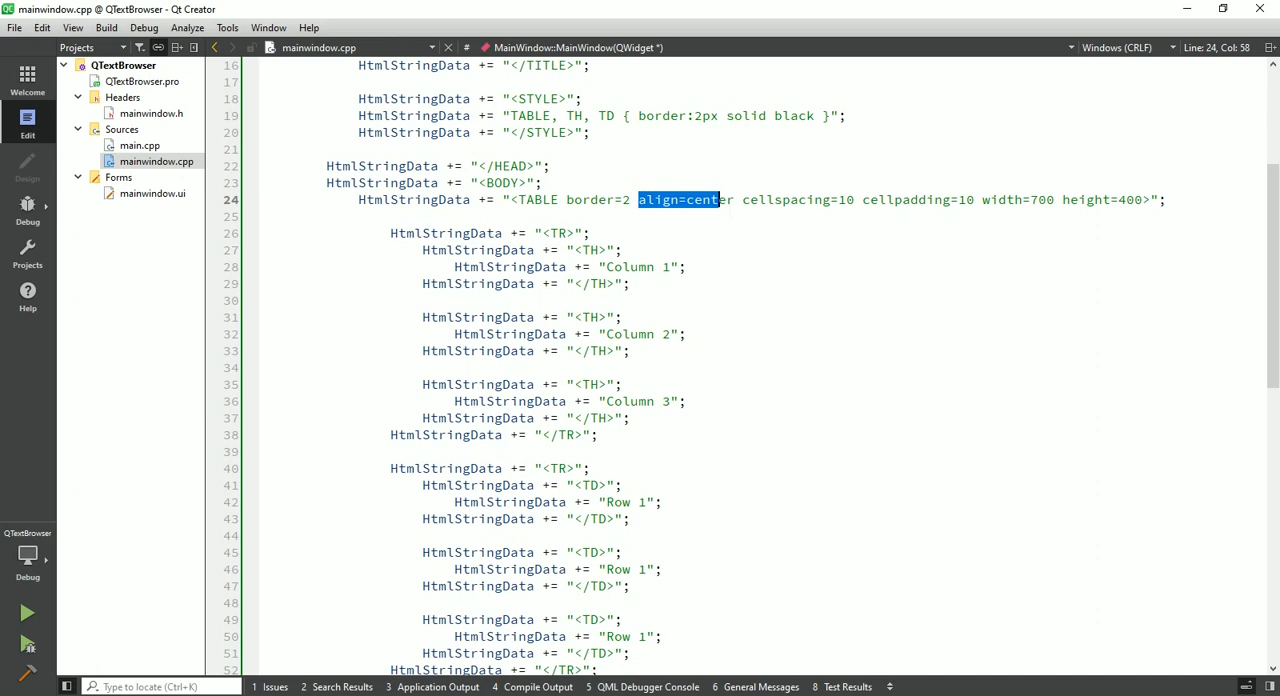 mainwindow.cpp @ QTextBrowser - Qt Creator
File Edit View Build Debug Analyze Tools Window Help
Projects mainwindow.cpp # MainWindow::MainWindow(QWidget *) Windows (CRLF) Line: 24, Col: 58
Welcome
Edit
Design
Debug
Projects
Help
QTextBrowser
Debug
QTextBrowser
QTextBrowser.pro
Headers
mainwindow.h
Sources
main.cpp
mainwindow.cpp
Forms
mainwindow.ui
16 HtmlStringData += "</TITLE>";
17
18 HtmlStringData += "<STYLE>";
19 HtmlStringData += "TABLE, TH, TD { border:2px solid black }";
20 HtmlStringData += "</STYLE>";
21
22 HtmlStringData += "</HEAD>";
23 HtmlStringData += "<BODY>";
24 HtmlStringData += "<TABLE border=2 align=center cellspacing=10 cellpadding=10 width=700 height=400>";
25
26 HtmlStringData += "<TR>";
27 HtmlStringData += "<TH>";
28 HtmlStringData += "Column 1";
29 HtmlStringData += "</TH>";
30
31 HtmlStringData += "<TH>";
32 HtmlStringData += "Column 2";
33 HtmlStringData += "</TH>";
34
35 HtmlStringData += "<TH>";
36 HtmlStringData += "Column 3";
37 HtmlStringData += "</TH>";
38 HtmlStringData += "</TR>";
39
40 HtmlStringData += "<TR>";
41 HtmlStringData += "<TD>";
42 HtmlStringData += "Row 1";
43 HtmlStringData += "</TD>";
44
45 HtmlStringData += "<TD>";
46 HtmlStringData += "Row 1";
47 HtmlStringData += "</TD>";
48
49 HtmlStringData += "<TD>";
50 HtmlStringData += "Row 1";
51 HtmlStringData += "</TD>";
52 HtmlStringData += "</TR>";
Type to locate (Ctrl+K) 1 Issues 2 Search Results 3 Application Output 4 Compile Output 5 QML Debugger Console 6 General Messages 8 Test Results